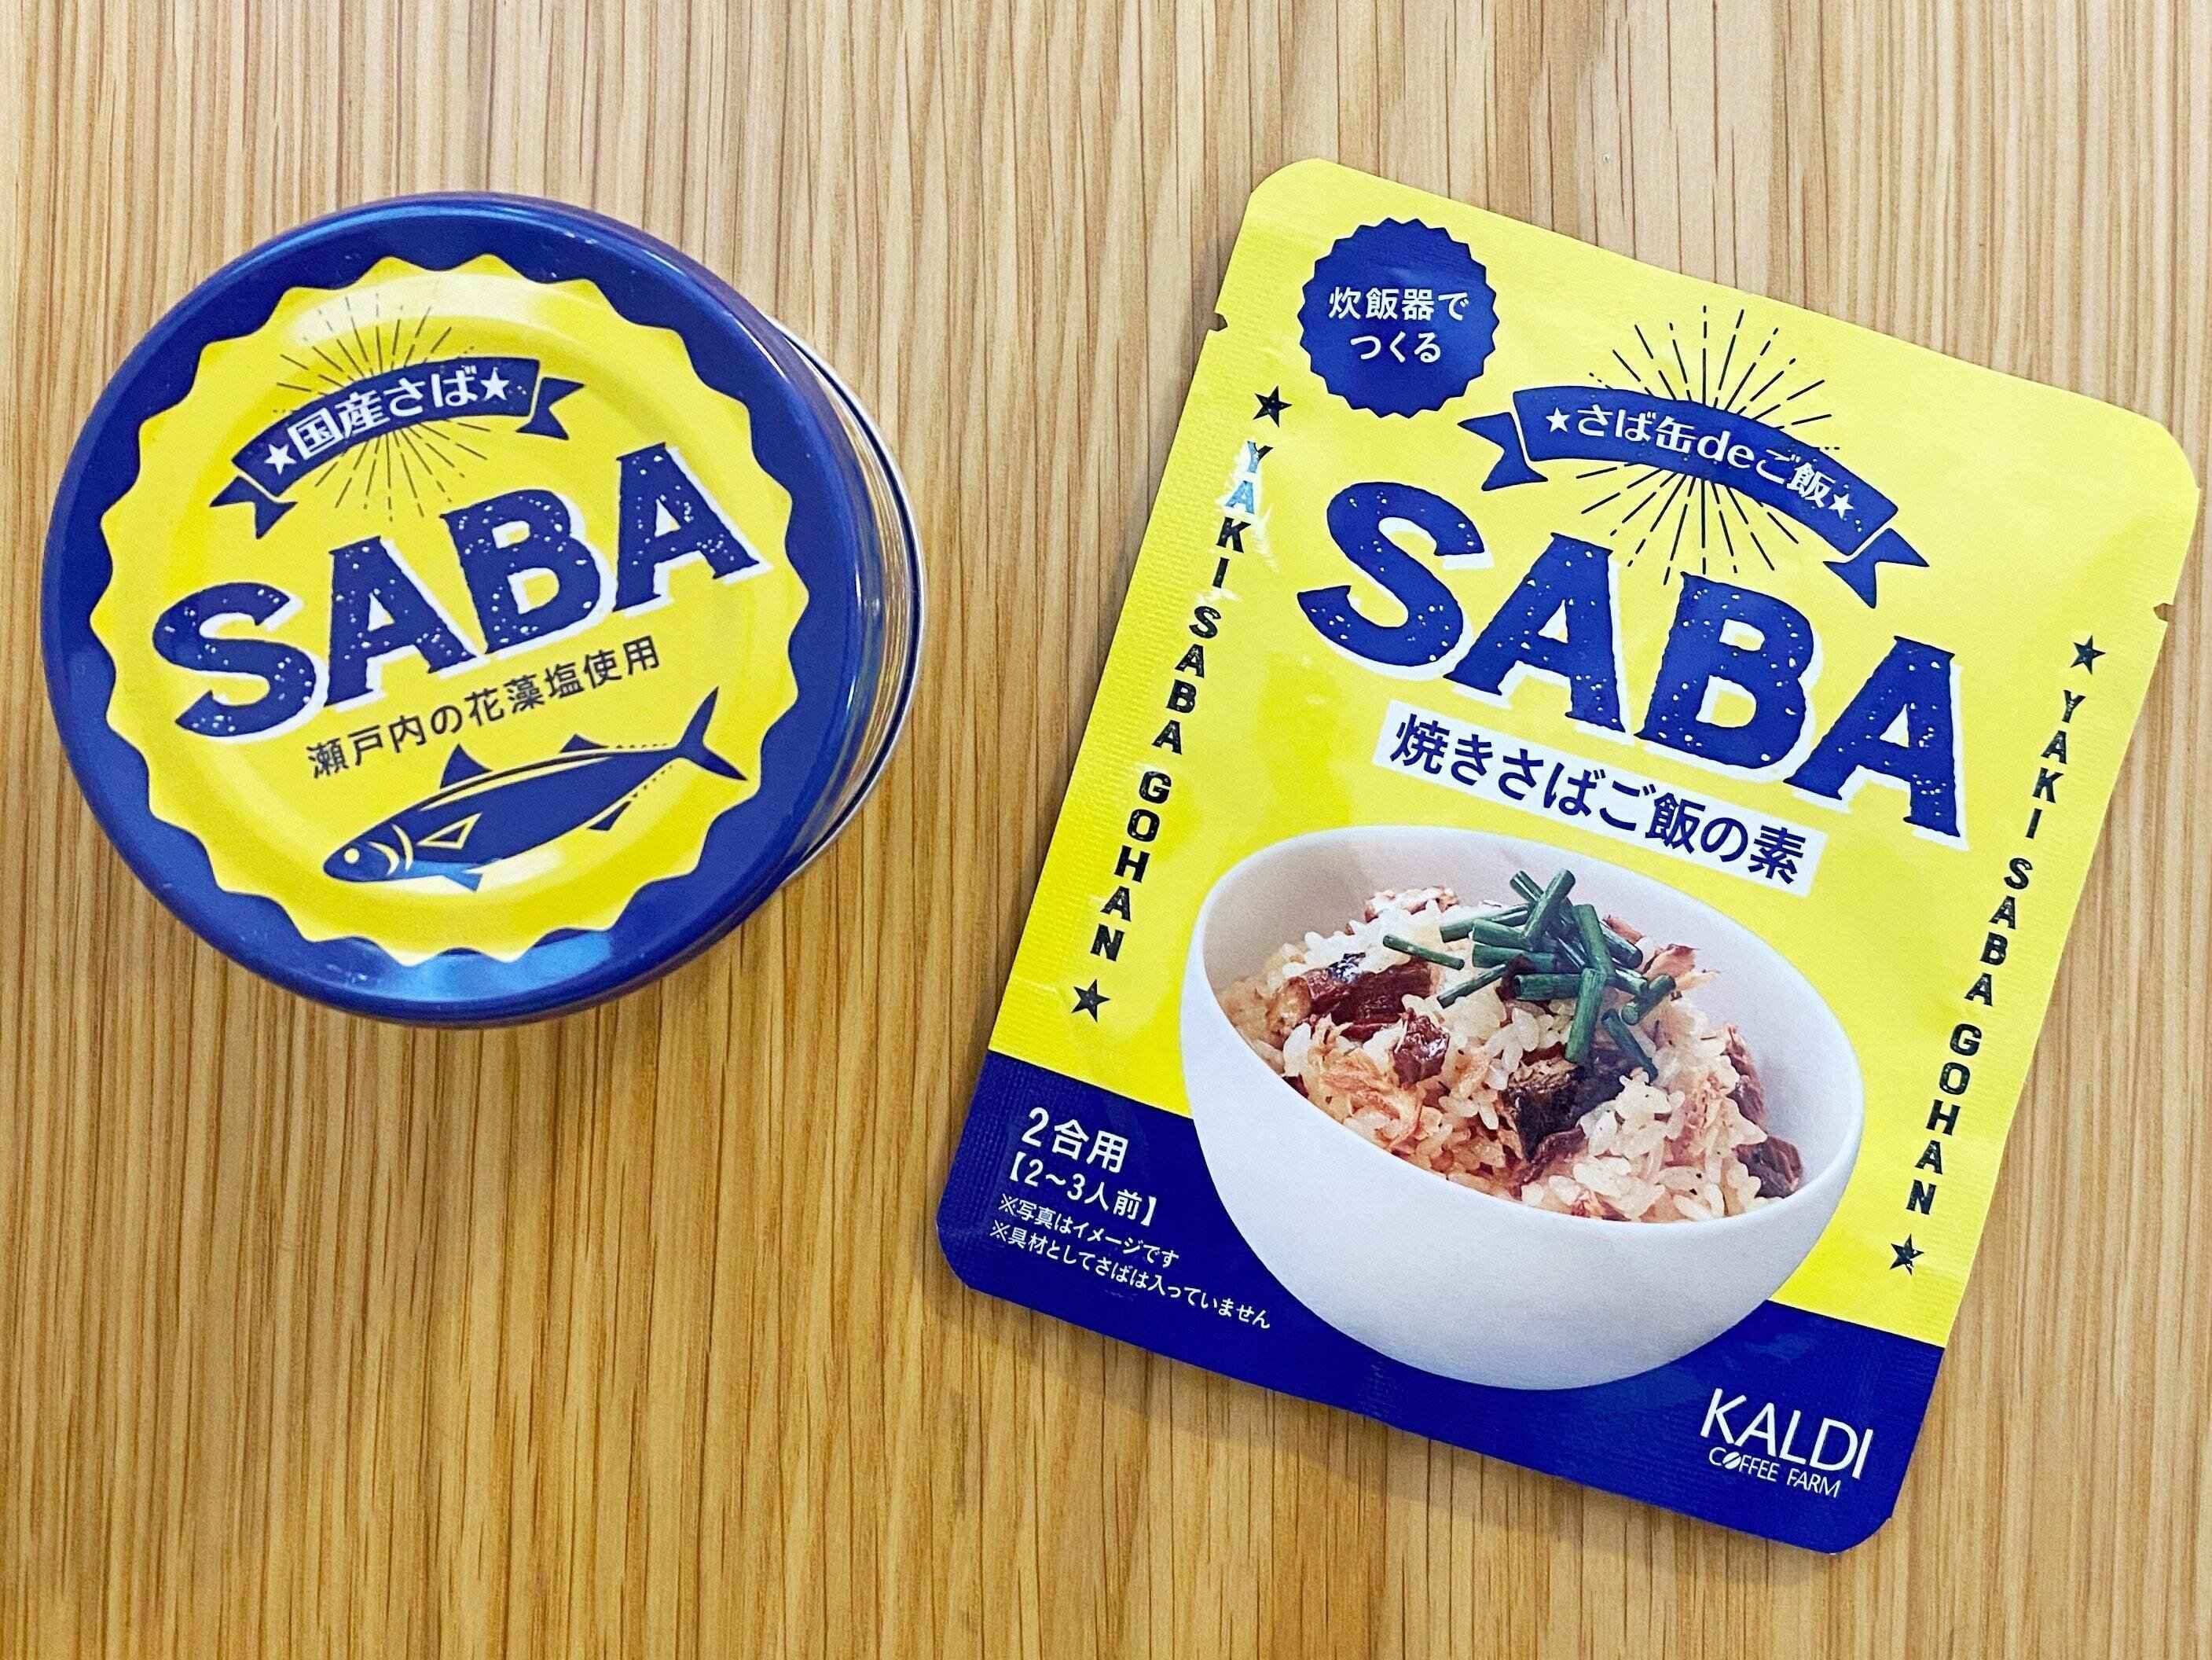 ★国産さば★
SABA
瀬戸内の花藻塩使用
炊飯器で
つくる
★さば缶deご飯★
SABA
焼きさばご飯の素
★YAKI SABA GOHAN★
★YAKI SABA GOHAN★
2合用
【2〜3人前】
※写真はイメージです
※具材としてさばは入っていません
KALDI
COFFEE FARM